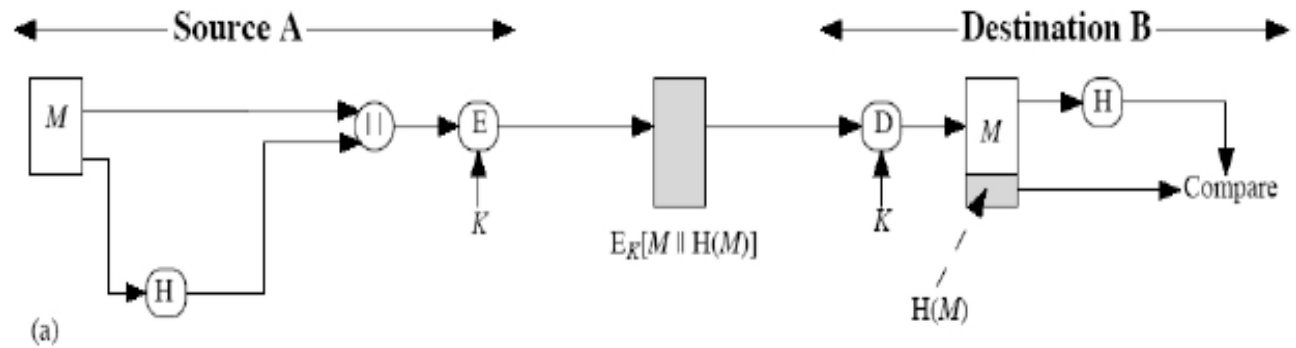 Source A
Destination B
M
||
E
D
M
H
K
K
Compare
E_K[M || H(M)]
H
H(M)
(a)